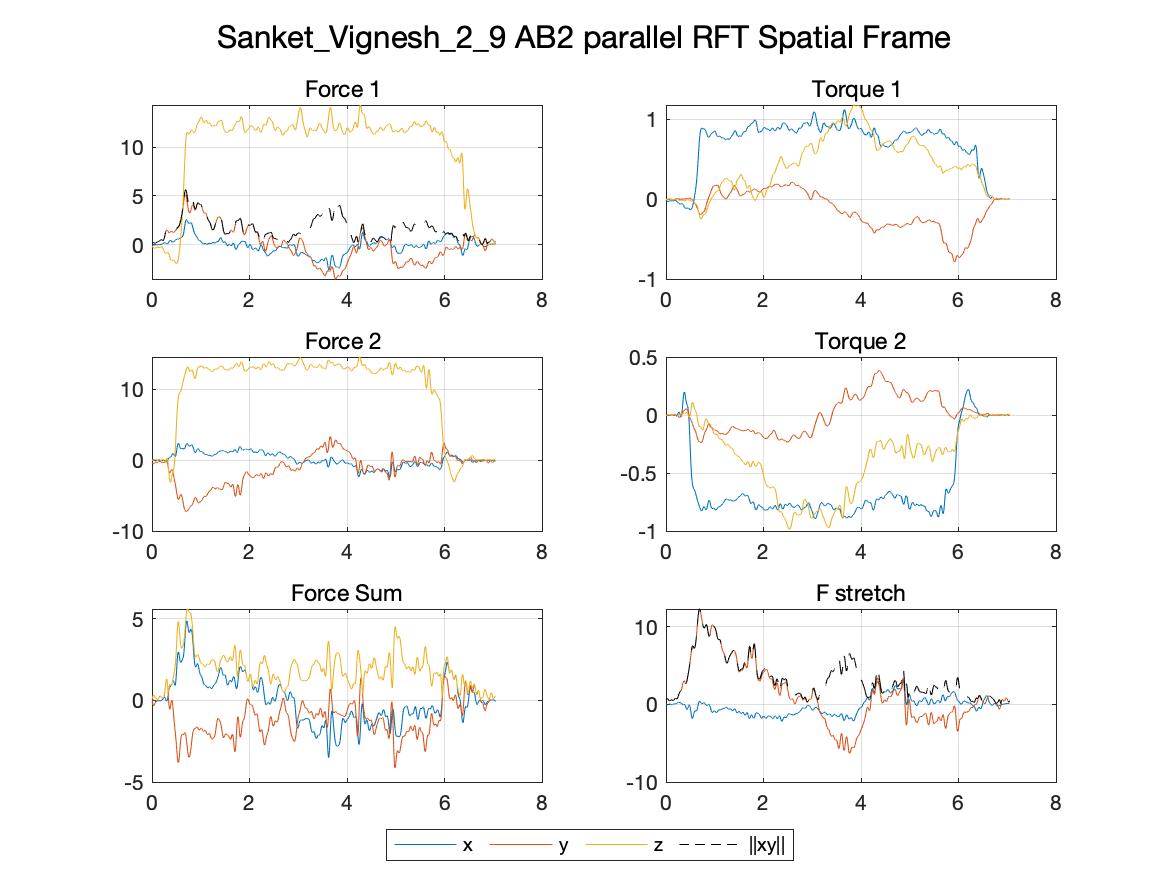 Sanket_Vignesh_2_9 AB2 parallel RFT Spatial Frame
Force 1
10
5
0
0 2 4 6 8
Torque 1
1
0
-1
0 2 4 6 8
Force 2
10
0
-10
0 2 4 6 8
Torque 2
0.5
0
-0.5
-1
0 2 4 6 8
Force Sum
5
0
-5
0 2 4 6 8
F stretch
10
0
-10
0 2 4 6 8
x y z ||xy||